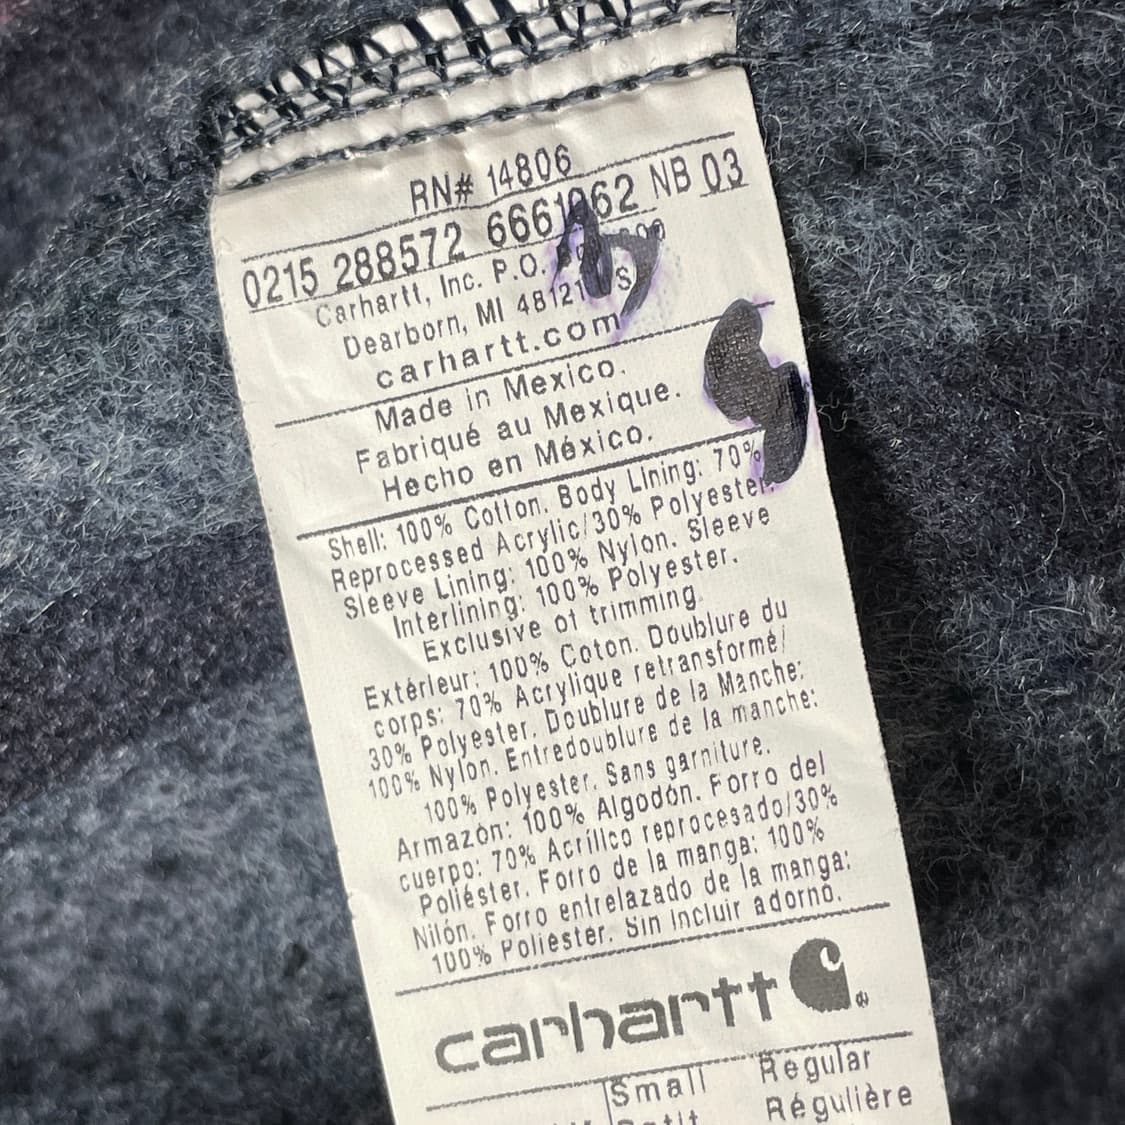 RN# 14806
0215 288572 6661062 NB 03
Carhartt, Inc. P.O.
Dearborn, MI 48121
carhartt.com
Made in Mexico.
Fabriqué au Mexique.
Hecho en México.
Shell: 100% Cotton. Body Lining: 70%
Reprocessed Acrylic/30% Polyester.
Sleeve Lining: 100% Nylon. Sleeve
Interlining: 100% Polyester.
Exclusive of trimming.
Extérieur: 100% Coton. Doublure du
corps: 70% Acrylique retransformé/
30% Polyester. Doublure de la Manche:
100% Nylon. Entredoublure de la manche:
100% Polyester. Sans garniture.
Armazòn: 100% Algodón. Forro del
cuerpo: 70% Acrílico reprocesado/30%
Poliéster. Forro de la manga: 100%
Nilón. Forro entrelazado de la manga:
100% Poliester. Sin Incluir adorno.
carhartt
Small Regular
Petit Régulière